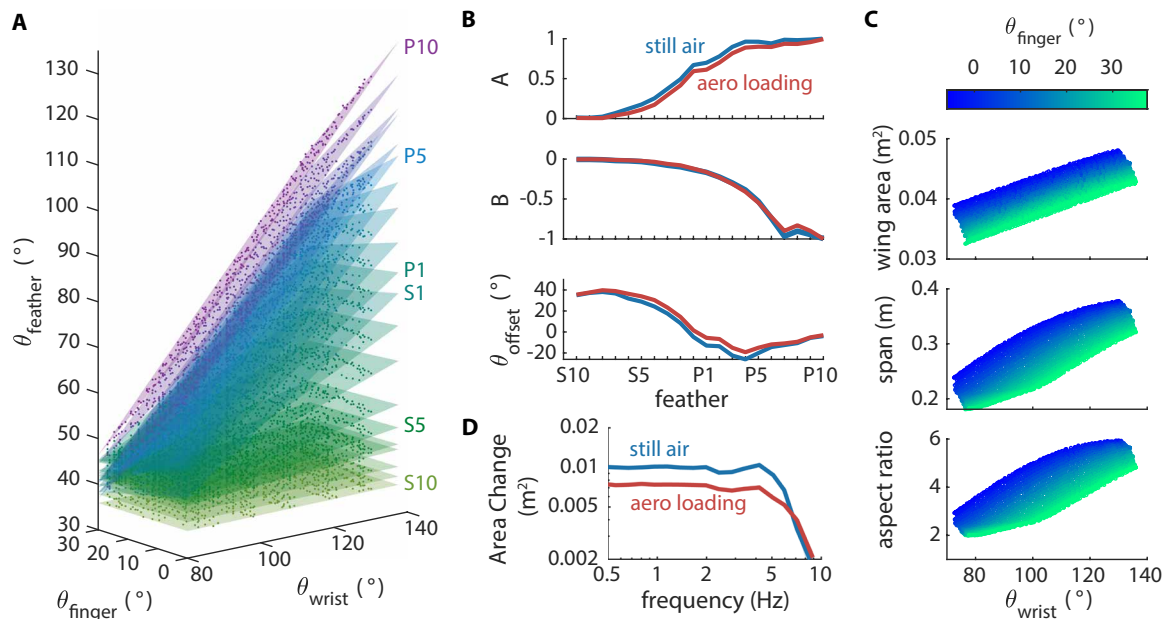 A
θfeather (°)
130
120
110
100
90
80
70
60
50
40
30
P10
P5
P1
S1
S5
S10
30
20
10
0
80
100
120
140
θfinger (°)
θwrist (°)
B
A
1
0.5
0
still air
aero loading
B
0
-0.5
-1
θoffset (°)
40
20
0
-20
S10
S5
P1
P5
P10
feather
D
Area Change
(m²)
0.02
0.01
0.005
0.002
still air
aero loading
0.5
1
2
5
10
frequency (Hz)
C
θfinger (°)
0
10
20
30
wing area (m²)
0.05
0.04
0.03
span (m)
0.4
0.3
0.2
aspect ratio
6
4
2
80
100
120
140
θwrist (°)